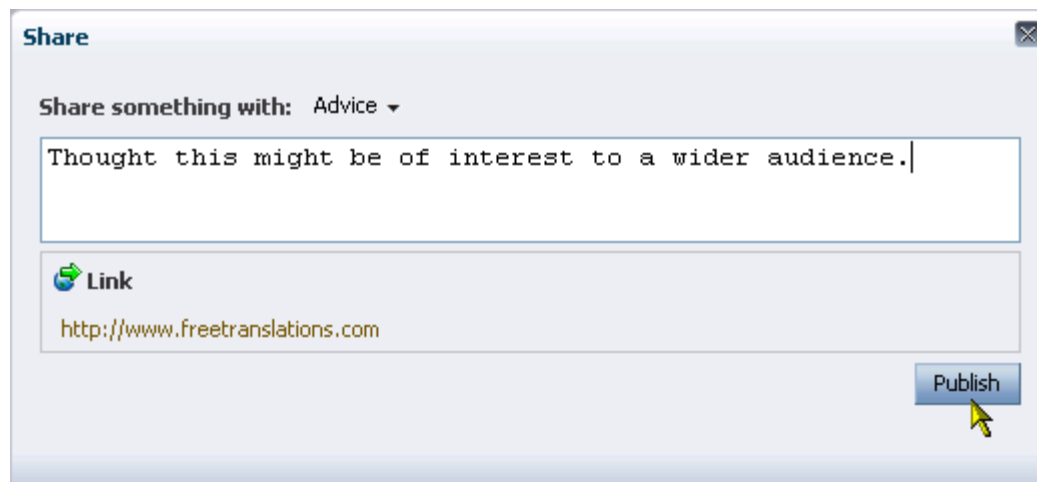 Share
Share something with: Advice
Thought this might be of interest to a wider audience.
Link
http://www.freetranslations.com
Publish